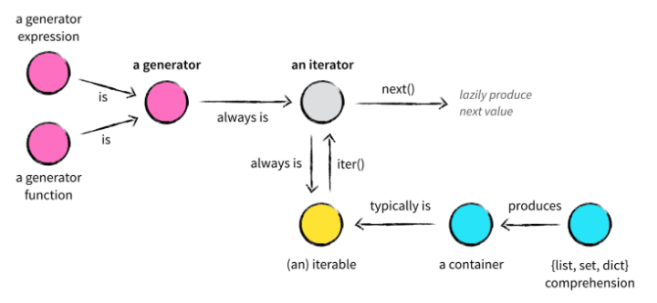 a generator
expression
a generator
an iterator
is
next()
lazily produce
next value
always is
is
a generator
function
always is
iter()
typically is
produces
(an) iterable
a container
{list, set, dict}
comprehension